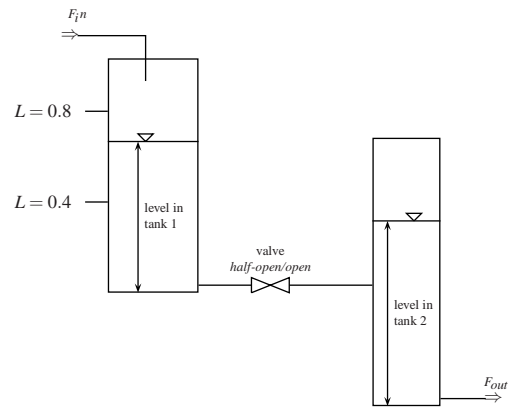 F_in
L = 0.8
L = 0.4
level in
tank 1
valve
half-open/open
level in
tank 2
F_out